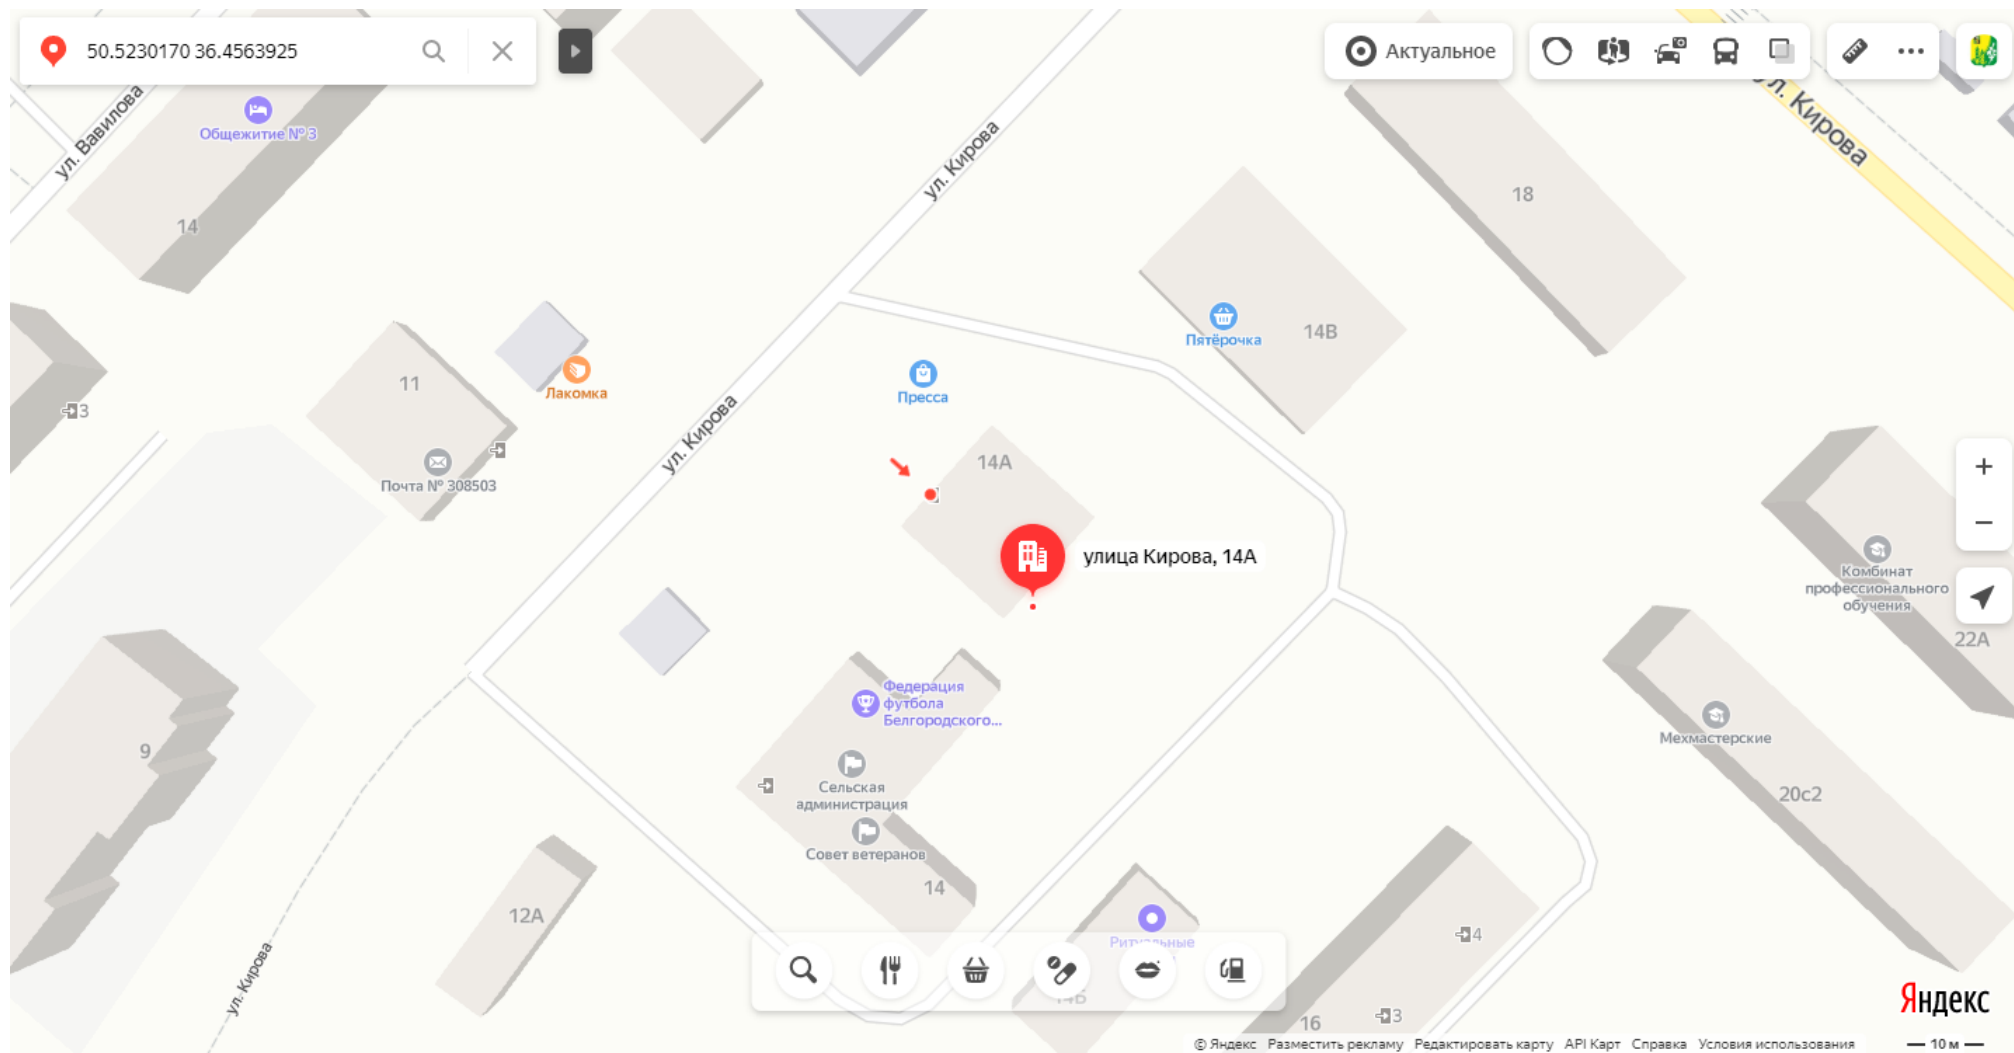 50.5230170 36.4563925
Актуальное
ул. Вавилова
Общежитие № 3
14
ул. Кирова
ул. Кирова
18
14В
Пятёрочка
11
Лакомка
Пресса
3
ул. Кирова
14А
Почта № 308503
улица Кирова, 14А
Комбинат
профессионального
обучения
22А
Федерация
футбола
Белгородского...
Мехмастерские
9
Сельская
администрация
20с2
Совет ветеранов
14
12А
Ритуальные
4
ул. Кирова
14Б
16
3
Яндекс
© Яндекс Разместить рекламу Редактировать карту API Карт Справка Условия использования
10 м